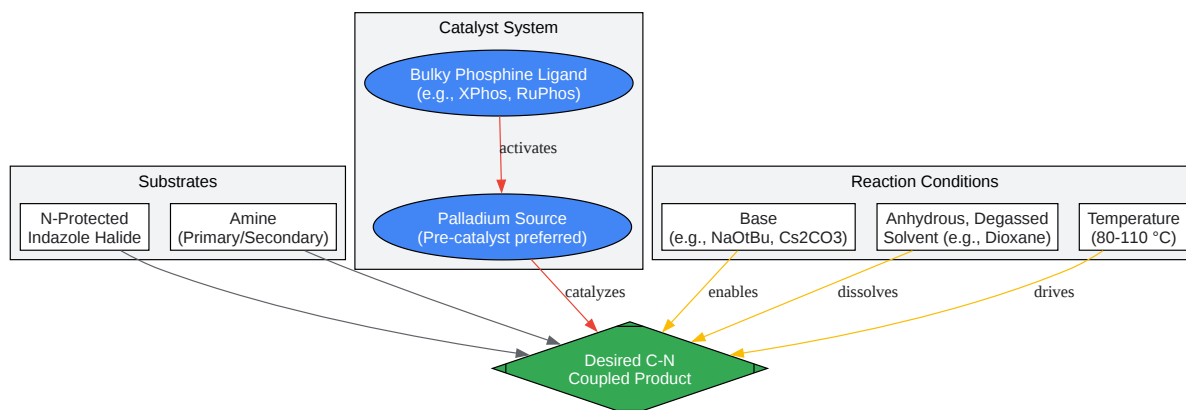 Catalyst System
Bulky Phosphine Ligand
(e.g., XPhos, RuPhos)
activates
Substrates
Reaction Conditions
N-Protected
Indazole Halide
Amine
(Primary/Secondary)
Palladium Source
(Pre-catalyst preferred)
Base
(e.g., NaOtBu, Cs2CO3)
Anhydrous, Degassed
Solvent (e.g., Dioxane)
Temperature
(80-110 °C)
catalyzes
enables
dissolves
drives
Desired C-N
Coupled Product